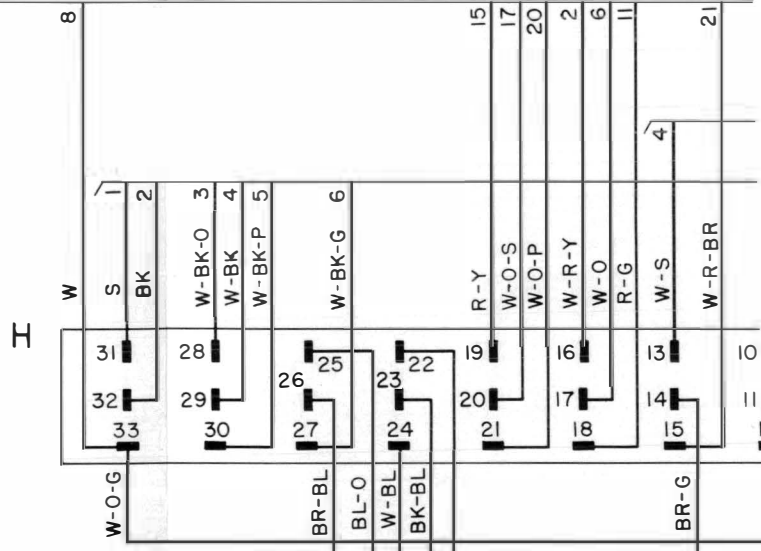 8 15 17 20 2 6 11 21
4
1 2 3 4 5 6
W S BK W-BK-O W-BK W-BK-P W-BK-G R-Y W-O-S W-O-P W-R-Y W-O R-G W-S W-R-BR
H
31 28 25 22 19 16 13 10
32 29 26 23 20 17 14 11
33 30 27 24 21 18 15
W-O-G BR-BL BL-O W-BL BK-BL BR-G